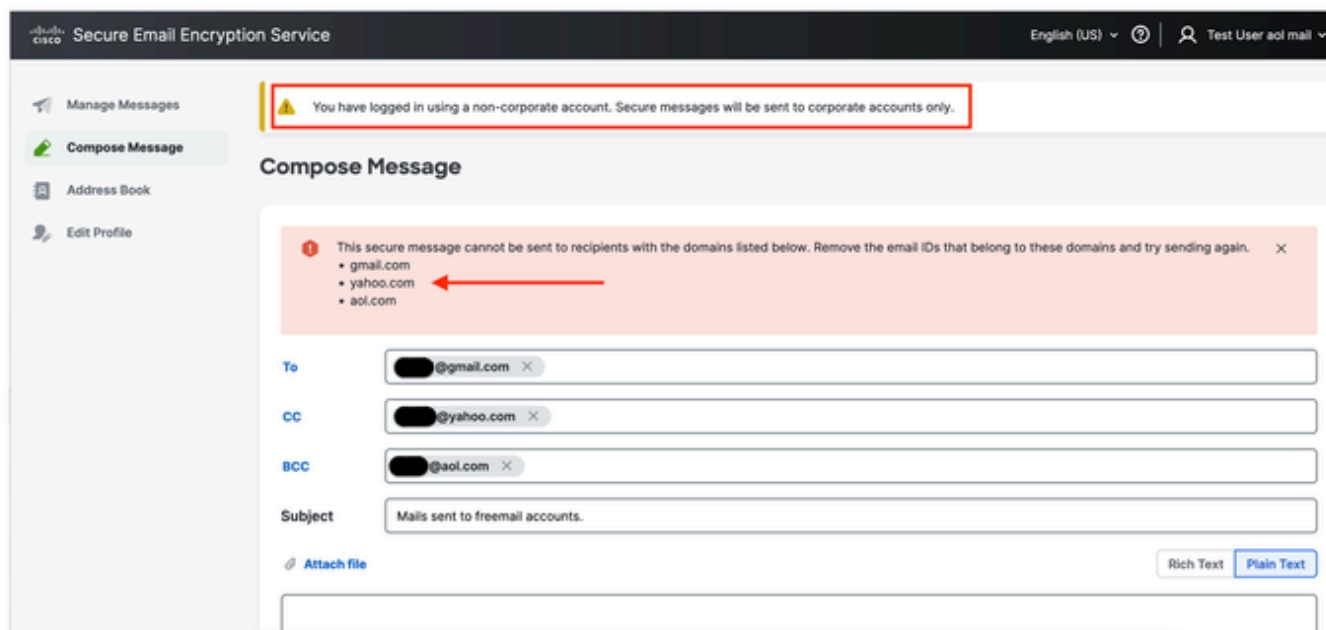 cisco Secure Email Encryption Service
English (US)
Test User aol mail
Manage Messages
Compose Message
Address Book
Edit Profile
You have logged in using a non-corporate account. Secure messages will be sent to corporate accounts only.
Compose Message
This secure message cannot be sent to recipients with the domains listed below. Remove the email IDs that belong to these domains and try sending again.
• gmail.com
• yahoo.com
• aol.com
To
@gmail.com
CC
@yahoo.com
BCC
@aol.com
Subject
Mails sent to freemail accounts.
Attach file
Rich Text
Plain Text